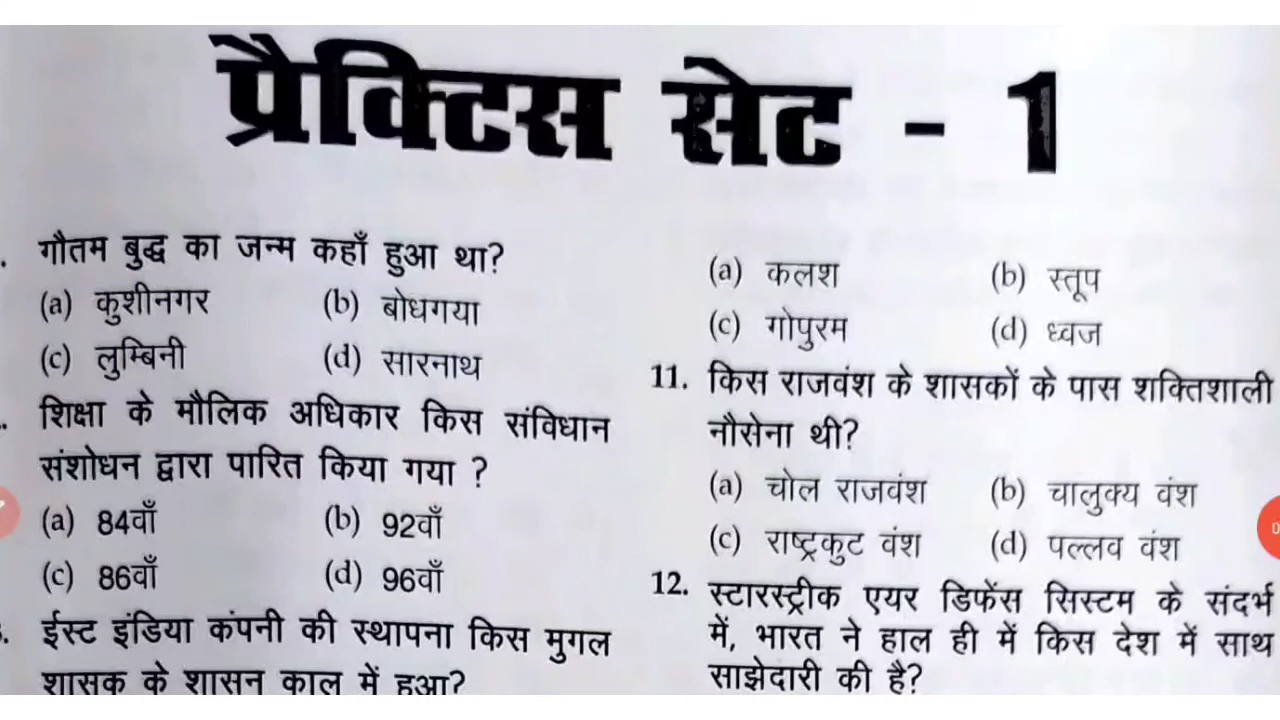 प्रैक्टिस सेट - 1
. गौतम बुद्ध का जन्म कहाँ हुआ था?
(a) कुशीनगर (b) बोधगया
(c) लुम्बिनी (d) सारनाथ
. शिक्षा के मौलिक अधिकार किस संविधान
संशोधन द्वारा पारित किया गया ?
(a) 84वाँ (b) 92वाँ
(c) 86वाँ (d) 96वाँ
. ईस्ट इंडिया कंपनी की स्थापना किस मुगल
शासक के शासन काल में हुआ?
(a) कलश (b) स्तूप
(c) गोपुरम (d) ध्वज
11. किस राजवंश के शासकों के पास शक्तिशाली
नौसेना थी?
(a) चोल राजवंश (b) चालुक्य वंश
(c) राष्ट्रकुट वंश (d) पल्लव वंश
12. स्टारस्ट्रीक एयर डिफेंस सिस्टम के संदर्भ
में, भारत ने हाल ही में किस देश में साथ
साझेदारी की है?